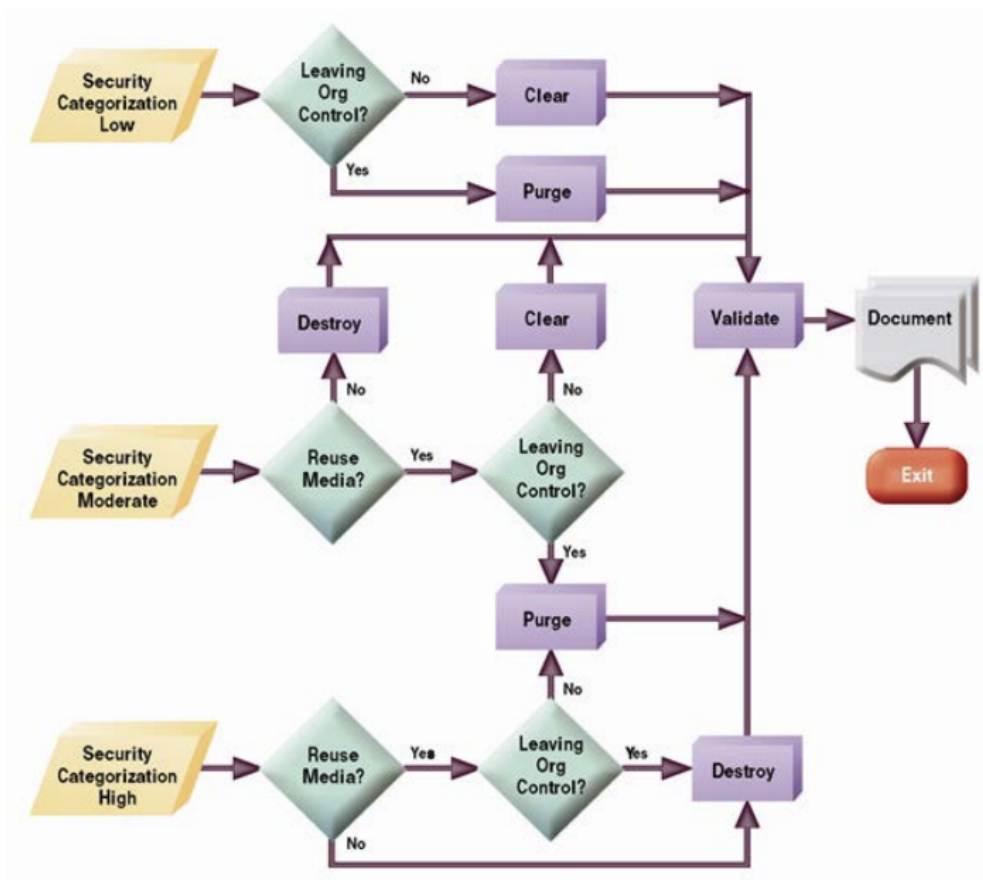 Security
Categorization
Low
Leaving
Org
Control?
No
Clear
Yes
Purge
Destroy
Clear
Validate
Document
No
No
Security
Categorization
Moderate
Reuse
Media?
Yes
Leaving
Org
Control?
Exit
Yes
Purge
No
Security
Categorization
High
Reuse
Media?
Yes
Leaving
Org
Control?
Yes
Destroy
No